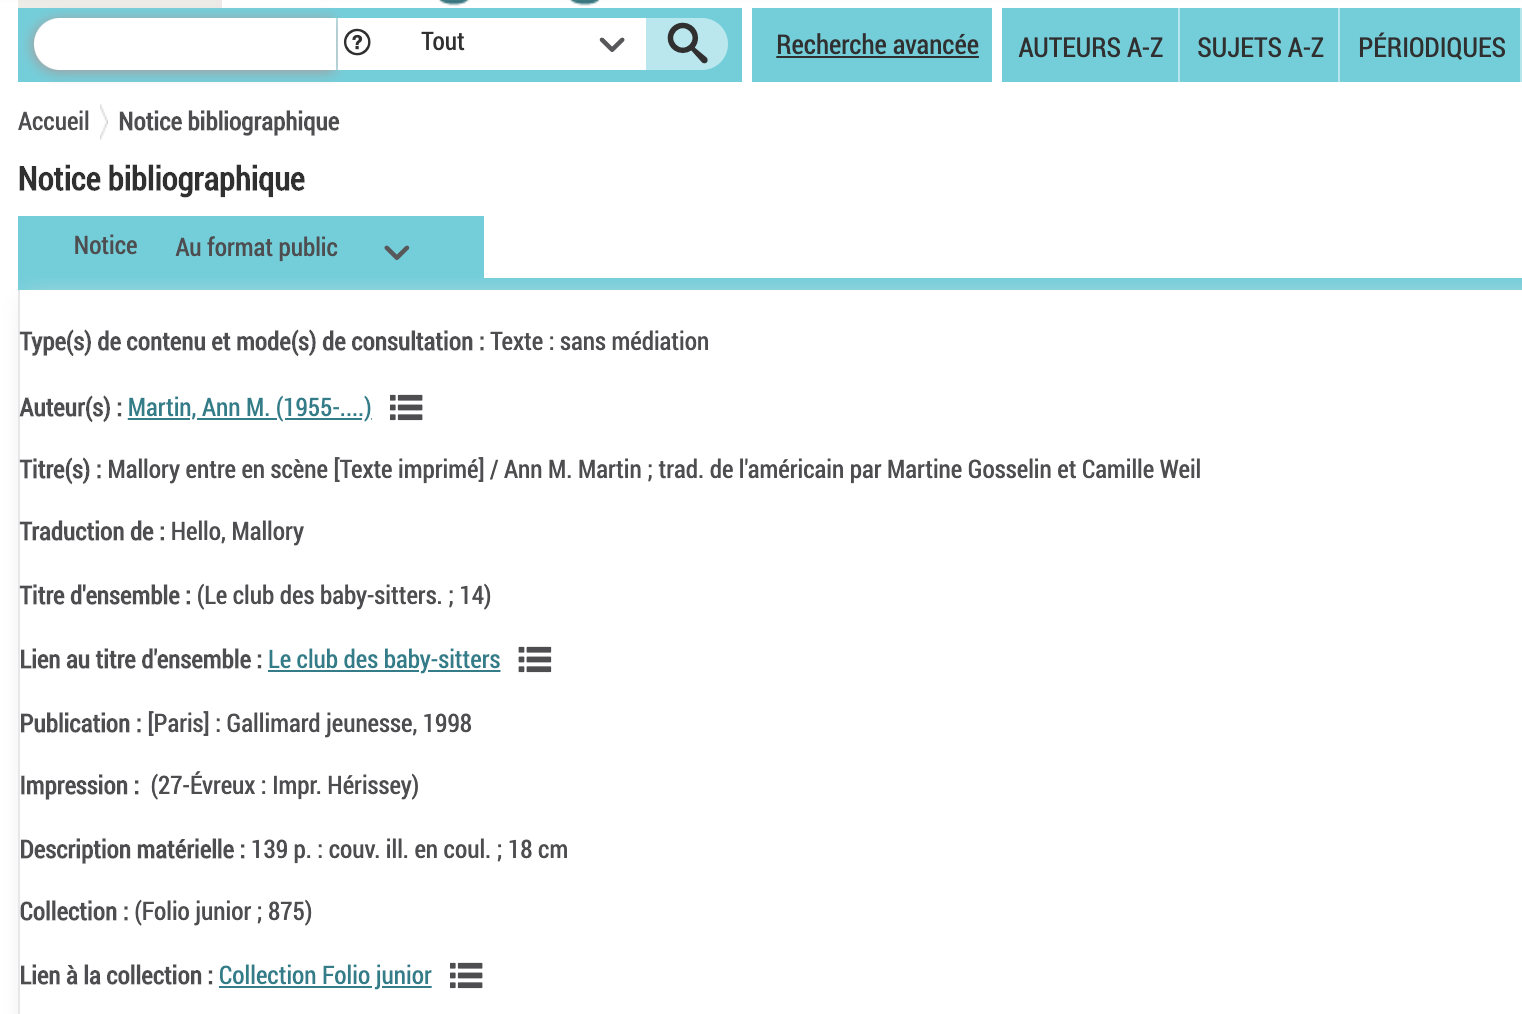 ? Tout
Recherche avancée
AUTEURS A-Z
SUJETS A-Z
PÉRIODIQUES
Accueil Notice bibliographique
Notice bibliographique
Notice Au format public
Type(s) de contenu et mode(s) de consultation : Texte : sans médiation
Auteur(s) : Martin, Ann M. (1955-....)
Titre(s) : Mallory entre en scène [Texte imprimé] / Ann M. Martin ; trad. de l'américain par Martine Gosselin et Camille Weil
Traduction de : Hello, Mallory
Titre d'ensemble : (Le club des baby-sitters. ; 14)
Lien au titre d'ensemble : Le club des baby-sitters
Publication : [Paris] : Gallimard jeunesse, 1998
Impression : (27-Évreux : Impr. Hérissey)
Description matérielle : 139 p. : couv. ill. en coul. ; 18 cm
Collection : (Folio junior ; 875)
Lien à la collection : Collection Folio junior